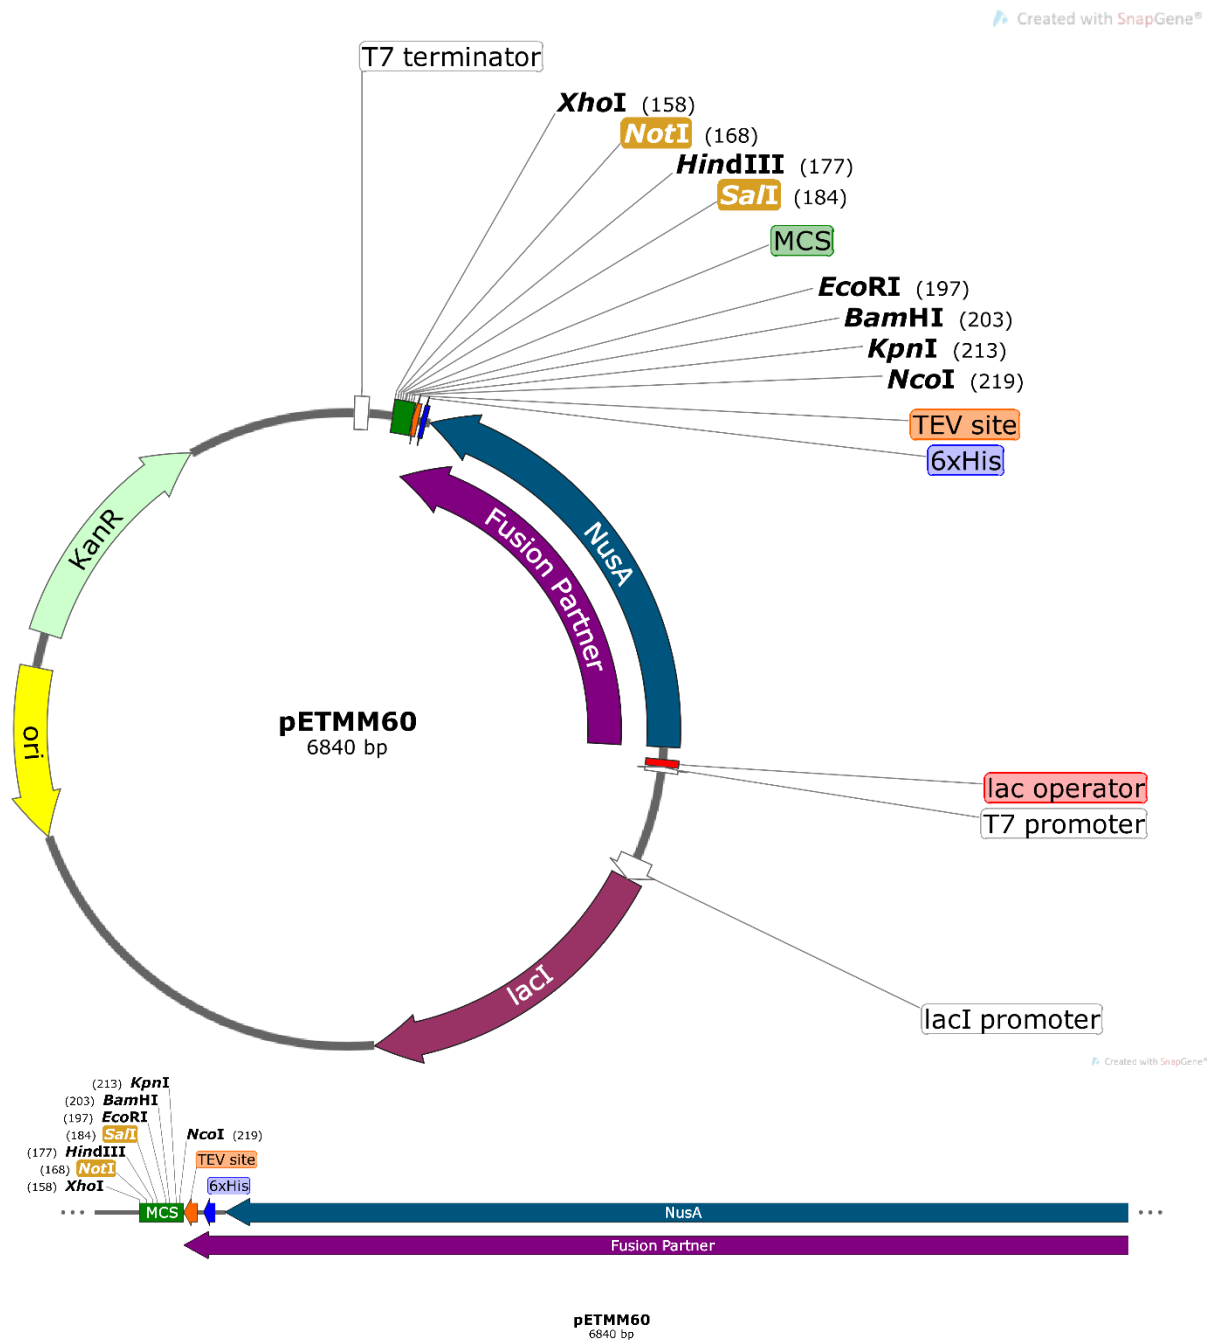 Created with SnapGene®
T7 terminator
XhoI (158)
NotI (168)
HindIII (177)
SalI (184)
MCS
EcoRI (197)
BamHI (203)
KpnI (213)
NcoI (219)
TEV site
6xHis
KanR
Fusion Partner
NusA
ori
pETMM60
6840 bp
lac operator
T7 promoter
lacI
lacI promoter
Created with SnapGene®
(213) KpnI
(203) BamHI
(197) EcoRI
(184) SalI
NcoI (219)
(177) HindIII
TEV site
(168) NotI
(158) XhoI
6xHis
MCS
NusA
Fusion Partner
pETMM60
6840 bp